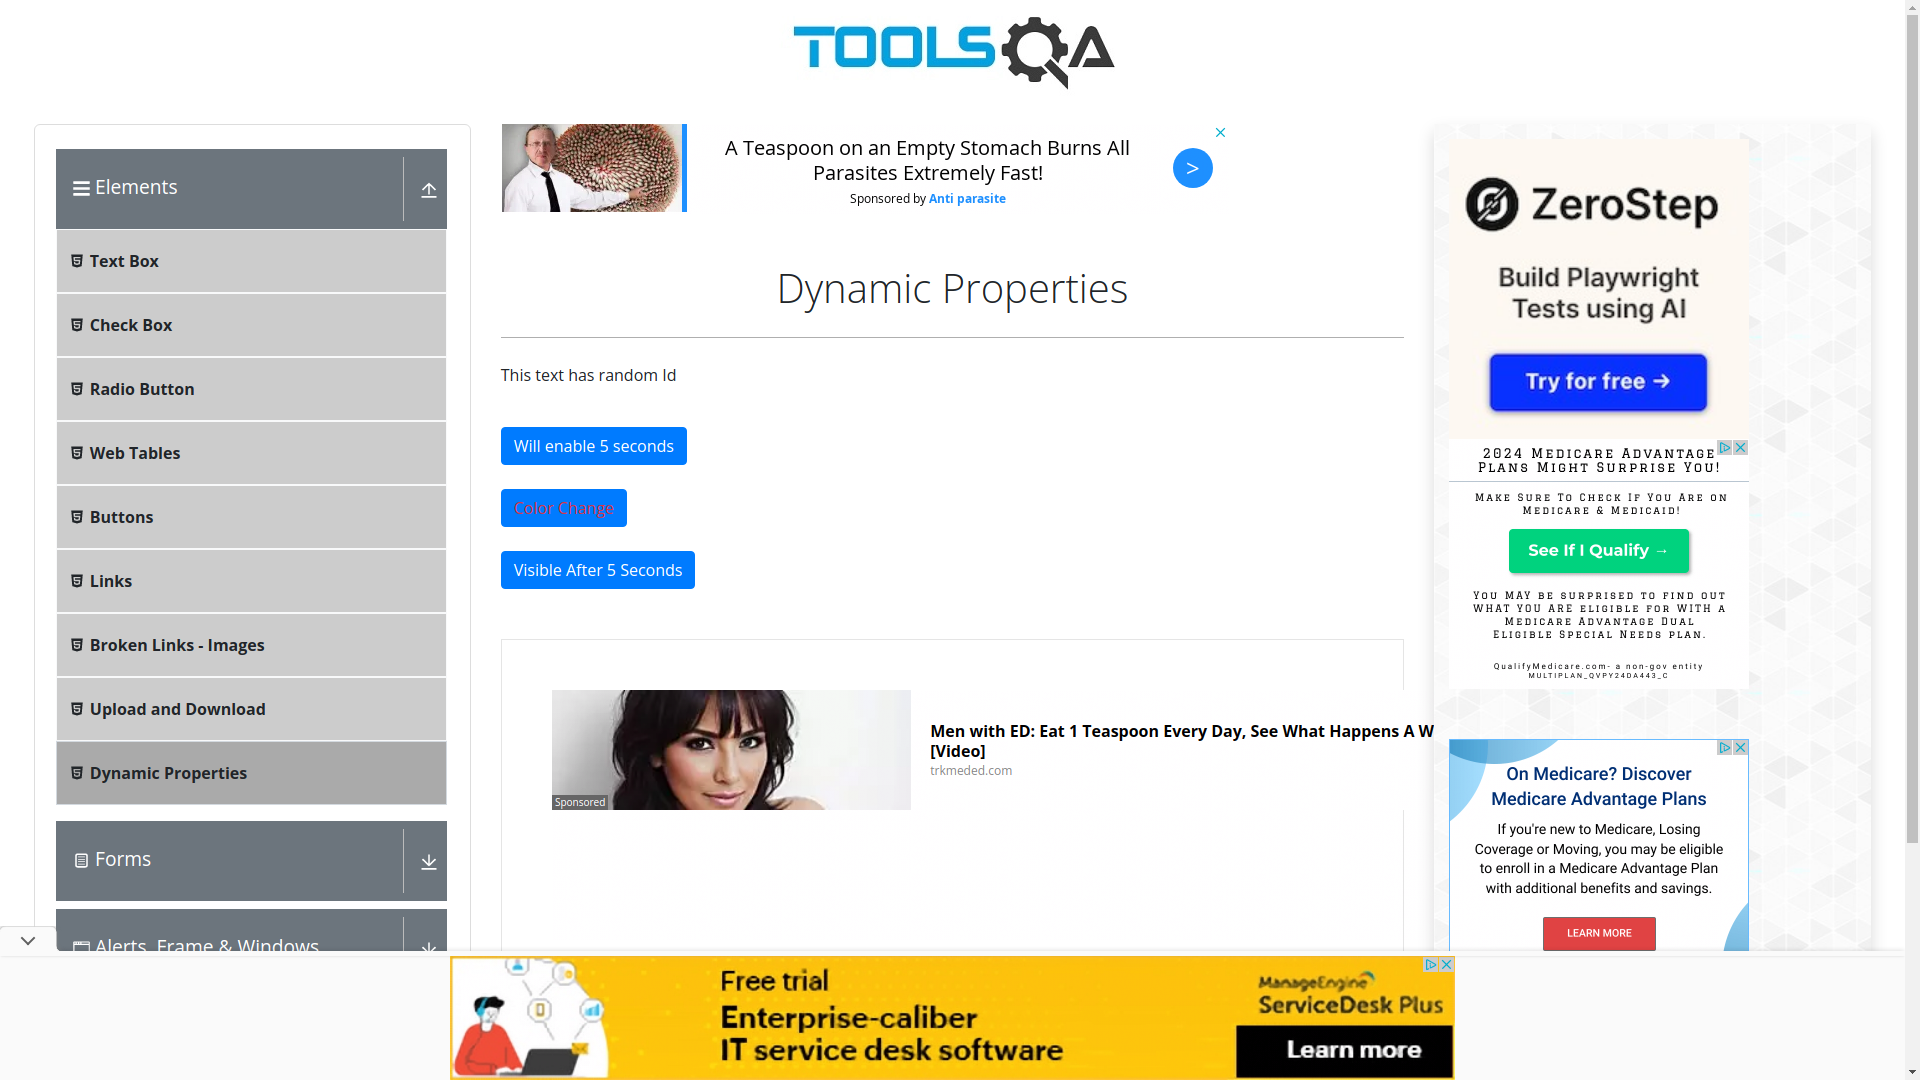 TOOLSQA
Elements
Text Box
Check Box
Radio Button
Web Tables
Buttons
Links
Broken Links - Images
Upload and Download
Dynamic Properties
Forms
Alerts, Frame & Windows
A Teaspoon on an Empty Stomach Burns All
Parasites Extremely Fast!
Sponsored by Anti parasite
>
Dynamic Properties
This text has random Id
Will enable 5 seconds
Color Change
Visible After 5 Seconds
Sponsored
Men with ED: Eat 1 Teaspoon Every Day, See What Happens A W
[Video]
trkmeded.com
ZeroStep
Build Playwright
Tests using AI
Try for free →
2024 Medicare Advantage
Plans Might Surprise You!
Make Sure To Check If You Are on
Medicare & Medicaid!
See If I Qualify →
You MAY be surprised to find out
what YOU ARE eligible for WITH a
Medicare Advantage Dual
Eligible Special Needs plan.
QualifyMedicare.com- a non-gov entity
MULTIPLAN_QVPY24DA443_C
On Medicare? Discover
Medicare Advantage Plans
If you're new to Medicare, Losing
Coverage or Moving, you may be eligible
to enroll in a Medicare Advantage Plan
with additional benefits and savings.
LEARN MORE
Free trial
Enterprise-caliber
IT service desk software
ManageEngine
ServiceDesk Plus
Learn more